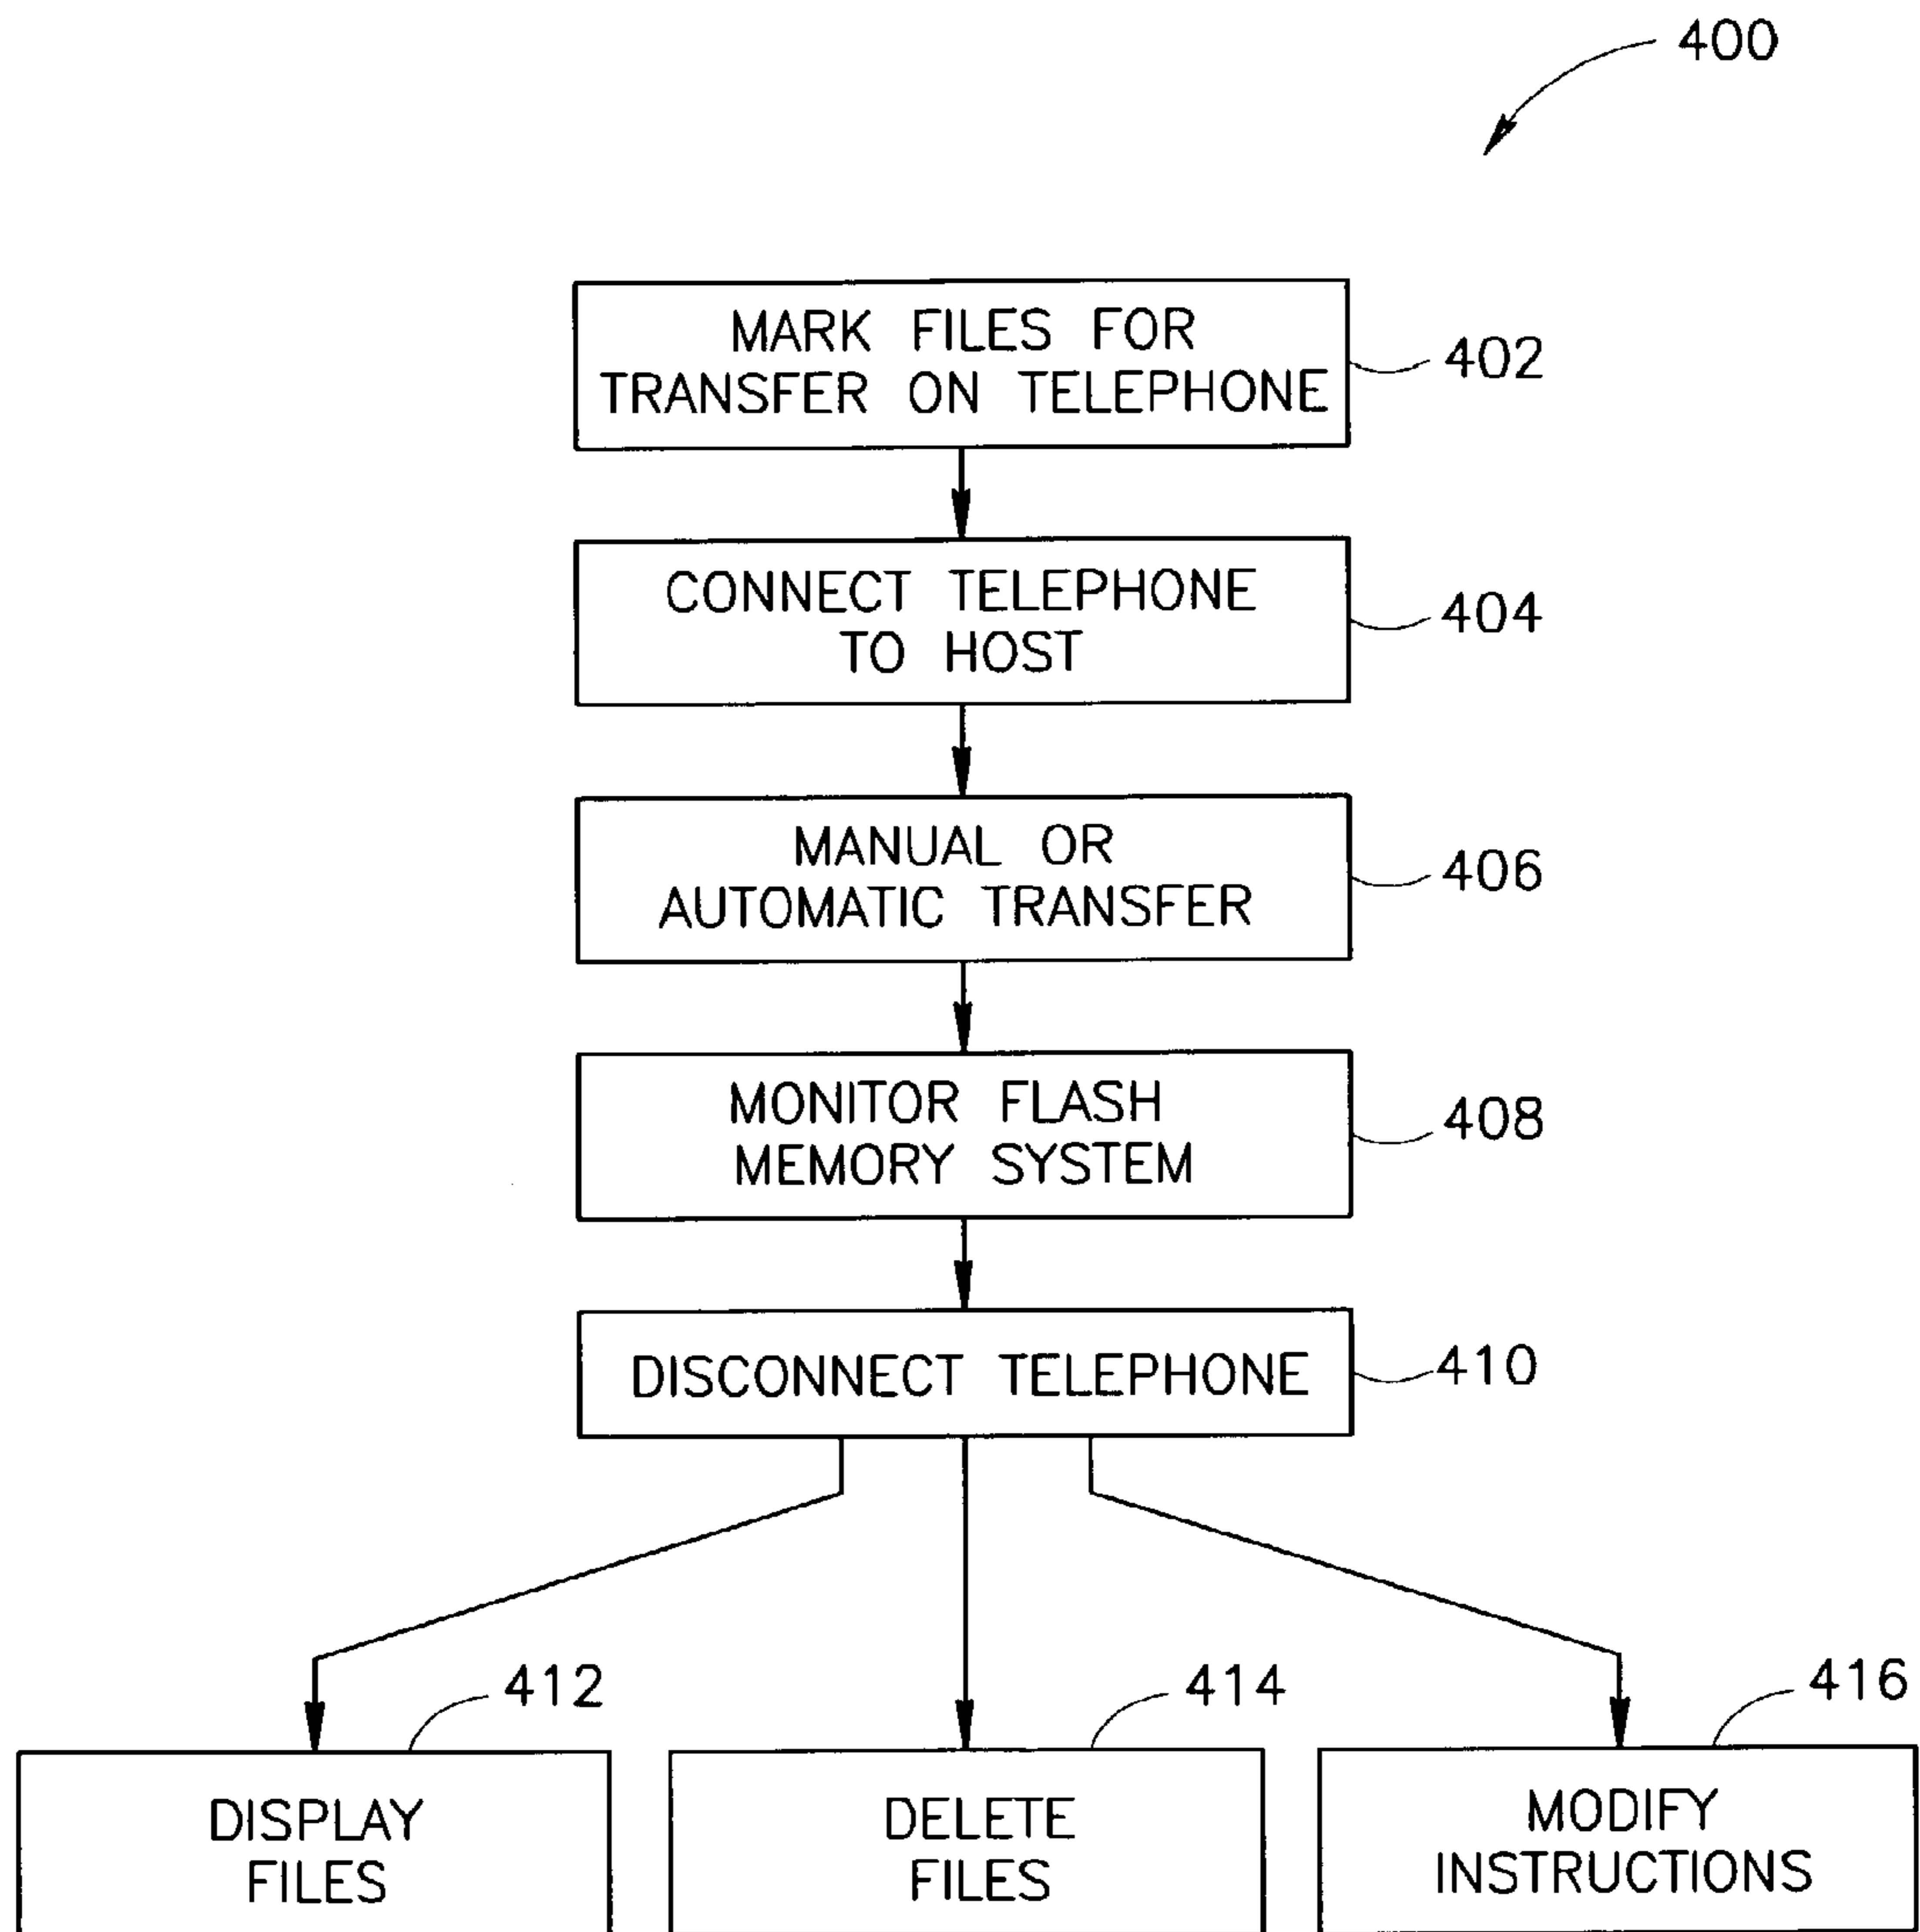 400
MARK FILES FOR
TRANSFER ON TELEPHONE
402
CONNECT TELEPHONE
TO HOST
404
MANUAL OR
AUTOMATIC TRANSFER
406
MONITOR FLASH
MEMORY SYSTEM
408
DISCONNECT TELEPHONE
410
412
DISPLAY
FILES
414
DELETE
FILES
416
MODIFY
INSTRUCTIONS